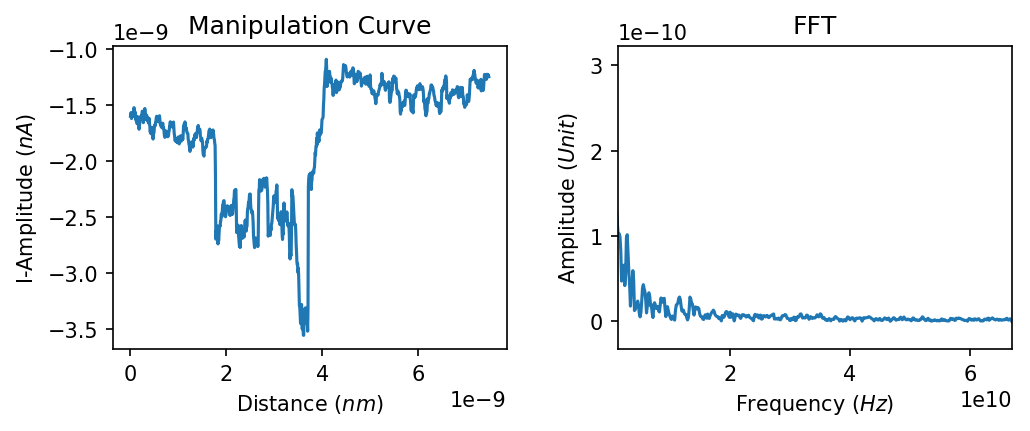 Manipulation Curve
1e−9
−1.0
−1.5
−2.0
−2.5
−3.0
−3.5
I-Amplitude (nA)
0 2 4 6
1e−9
Distance (nm)
FFT
1e−10
3
2
1
0
Amplitude (Unit)
2 4 6
1e10
Frequency (Hz)